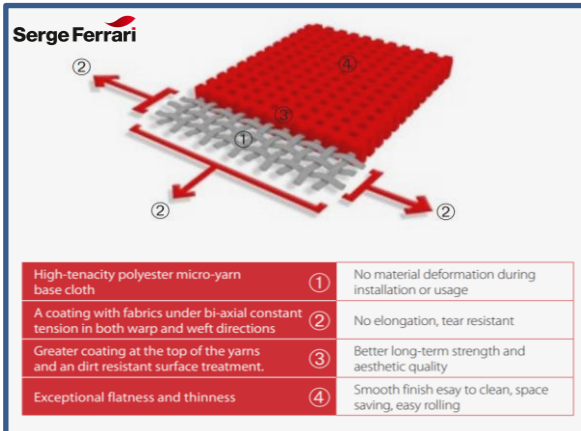 Serge Ferrari
②
④
③
①
②
②
High-tenacity polyester micro-yarn
base cloth
①
No material deformation during
installation or usage
A coating with fabrics under bi-axial constant
tension in both warp and weft directions
②
No elongation, tear resistant
Greater coating at the top of the yarns
and an dirt resistant surface treatment.
③
Better long-term strength and
aesthetic quality
Exceptional flatness and thinness
④
Smooth finish esay to clean, space
saving, easy rolling